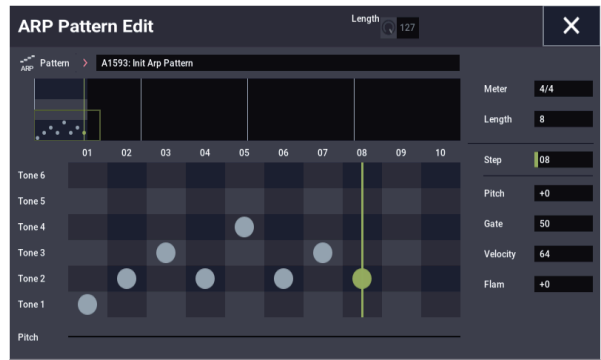 ARP Pattern Edit
Length 127
ARP Pattern > A1593: Init Arp Pattern
Meter 4/4
Length 8
01 02 03 04 05 06 07 08 09 10
Step 08
Tone 6
Pitch +0
Tone 5
Tone 4
Gate 50
Tone 3
Velocity 64
Tone 2
Flam +0
Tone 1
Pitch